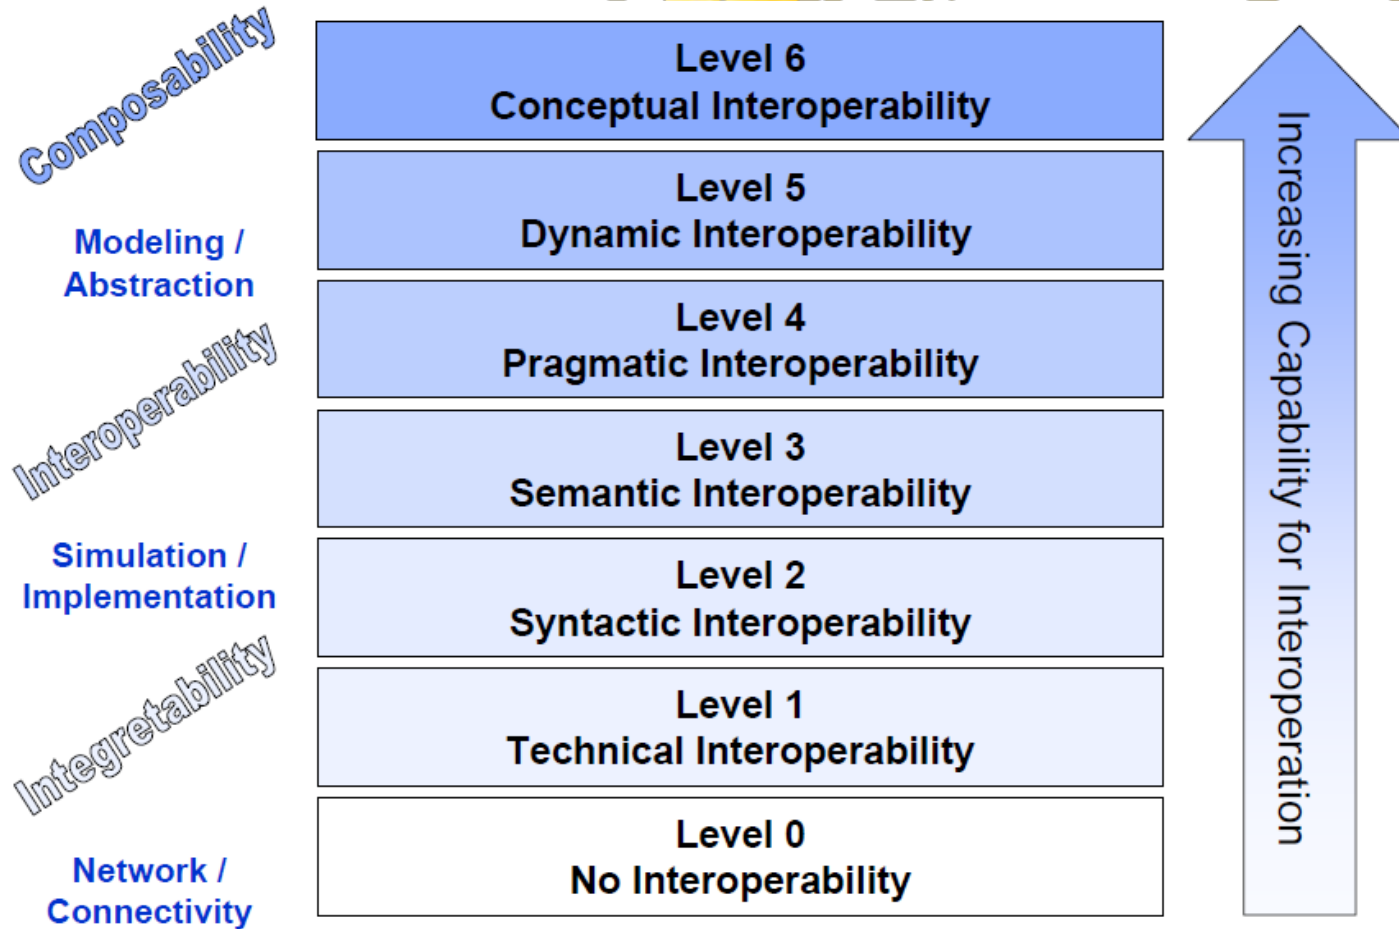 Composability
Modeling /
Abstraction
Interoperability
Simulation /
Implementation
Integretability
Network /
Connectivity
Level 6
Conceptual Interoperability
Level 5
Dynamic Interoperability
Level 4
Pragmatic Interoperability
Level 3
Semantic Interoperability
Level 2
Syntactic Interoperability
Level 1
Technical Interoperability
Level 0
No Interoperability
Increasing Capability for Interoperation